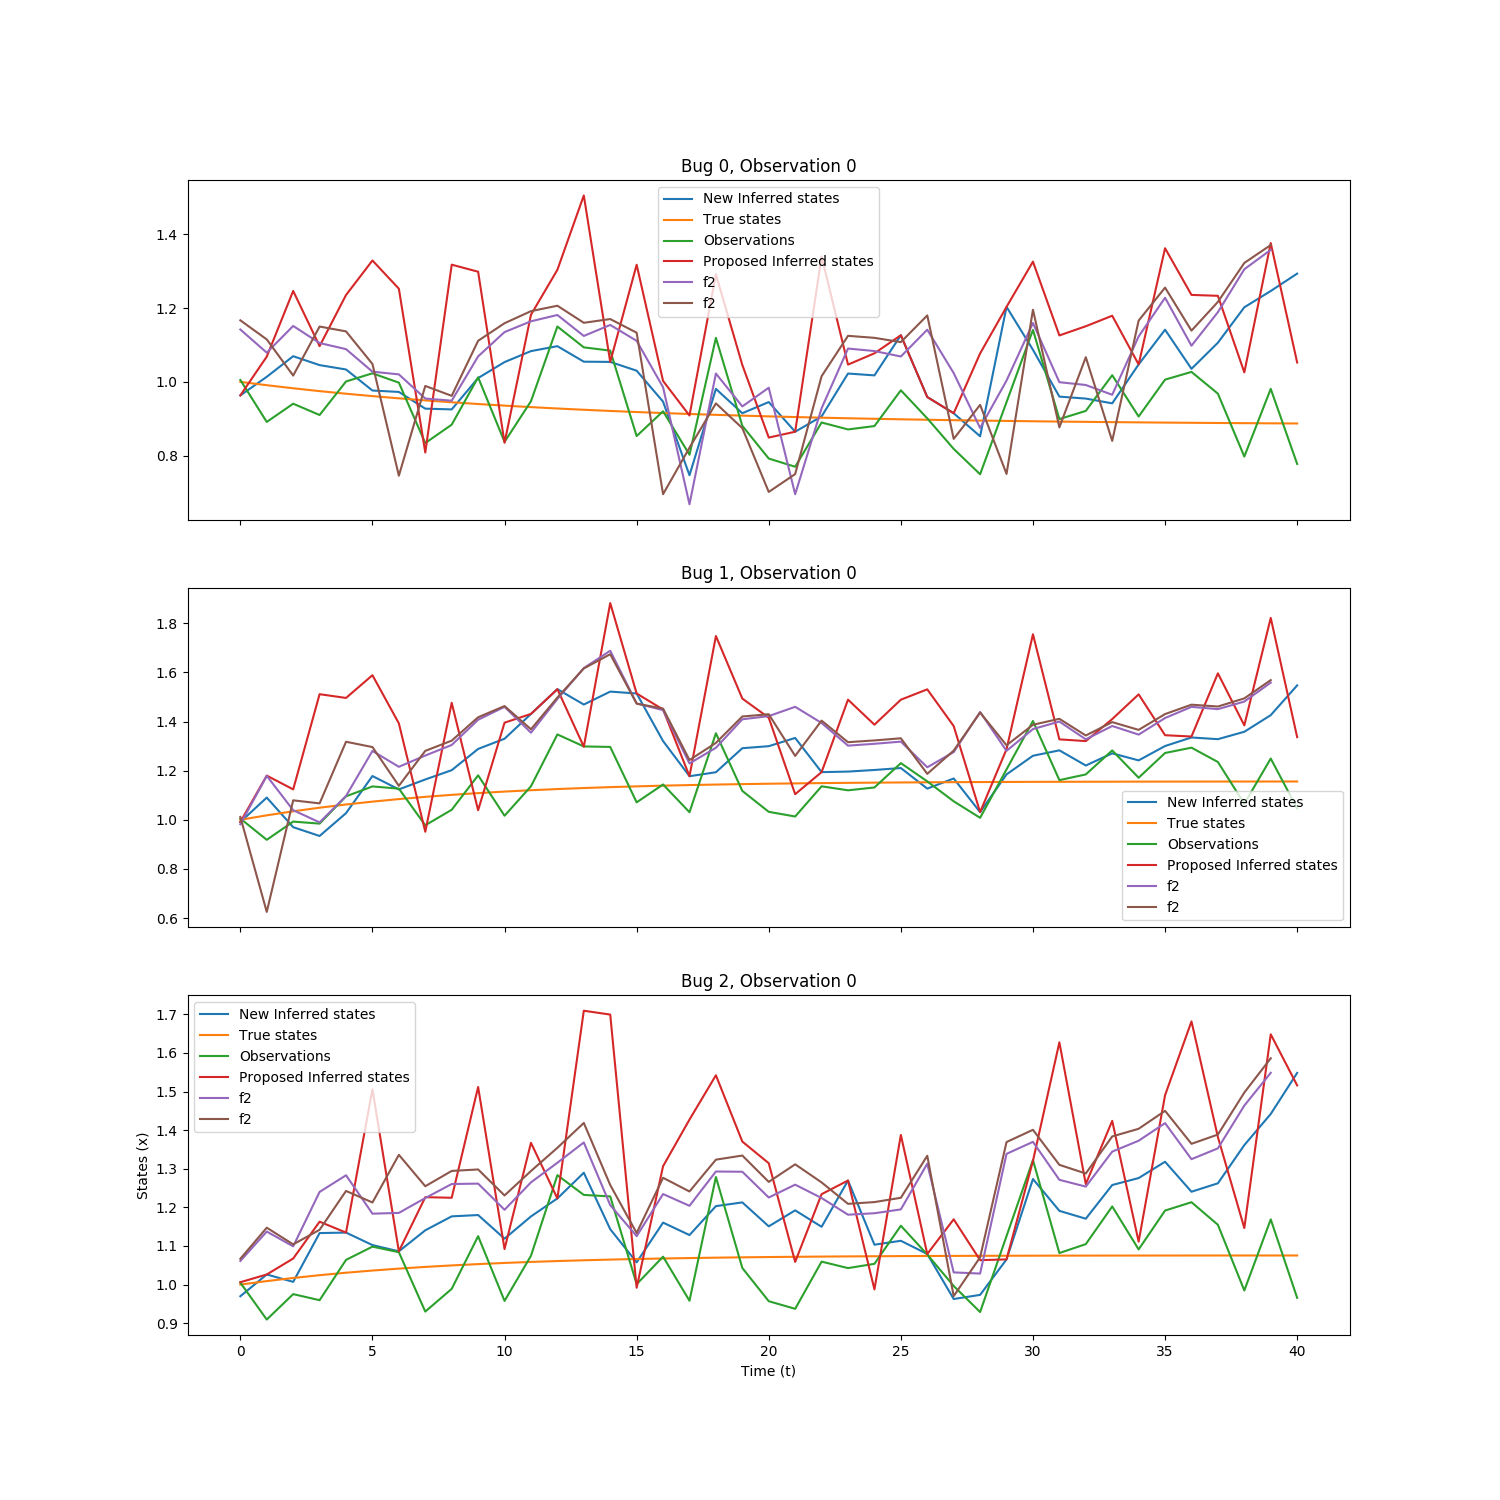 Bug 0, Observation 0
1.4
1.2
1.0
0.8
New Inferred states
True states
Observations
Proposed Inferred states
f2
f2
Bug 1, Observation 0
1.8
1.6
1.4
1.2
1.0
0.8
0.6
New Inferred states
True states
Observations
Proposed Inferred states
f2
f2
Bug 2, Observation 0
1.7
1.6
1.5
1.4
1.3
1.2
1.1
1.0
0.9
New Inferred states
True states
Observations
Proposed Inferred states
f2
f2
States (x)
0 5 10 15 20 25 30 35 40
Time (t)